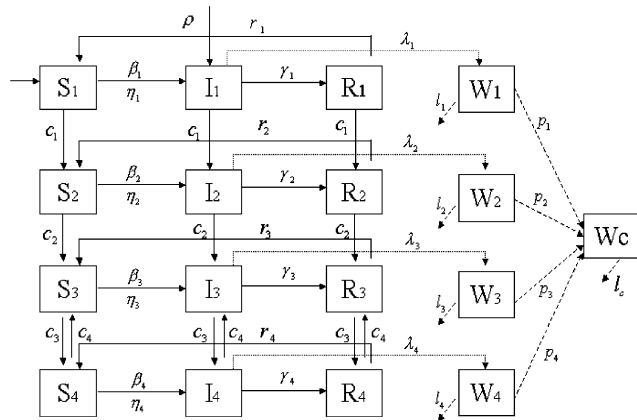 ρ r₁ λ₁
S₁ β₁ η₁ I₁ γ₁ R₁ W₁ l₁ p₁
c₁ c₁ r₂ c₁ λ₂
S₂ β₂ η₂ I₂ γ₂ R₂ W₂ l₂ p₂
Wc
c₂ c₂ r₃ c₂ λ₃
S₃ β₃ η₃ I₃ γ₃ R₃ W₃ l₃ p₃ l꜀
c₃ c₄ c₃ c₄ r₄ c₃ c₄ λ₄ p₄
S₄ β₄ η₄ I₄ γ₄ R₄ W₄ l₄